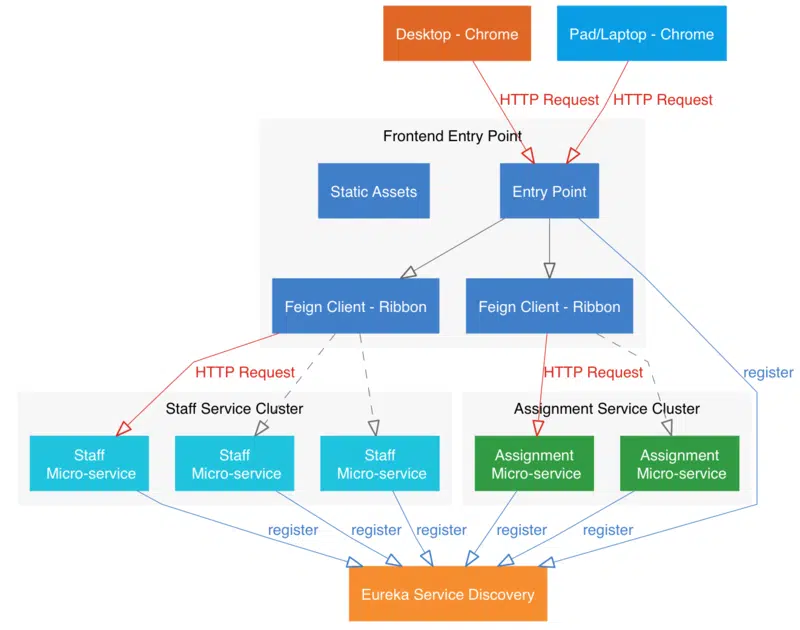 Desktop - Chrome
Pad/Laptop - Chrome
HTTP Request
HTTP Request
Frontend Entry Point
Static Assets
Entry Point
Feign Client - Ribbon
Feign Client - Ribbon
HTTP Request
HTTP Request
register
Staff Service Cluster
Assignment Service Cluster
Staff
Micro-service
Staff
Micro-service
Staff
Micro-service
Assignment
Micro-service
Assignment
Micro-service
register
register
register
register
register
Eureka Service Discovery